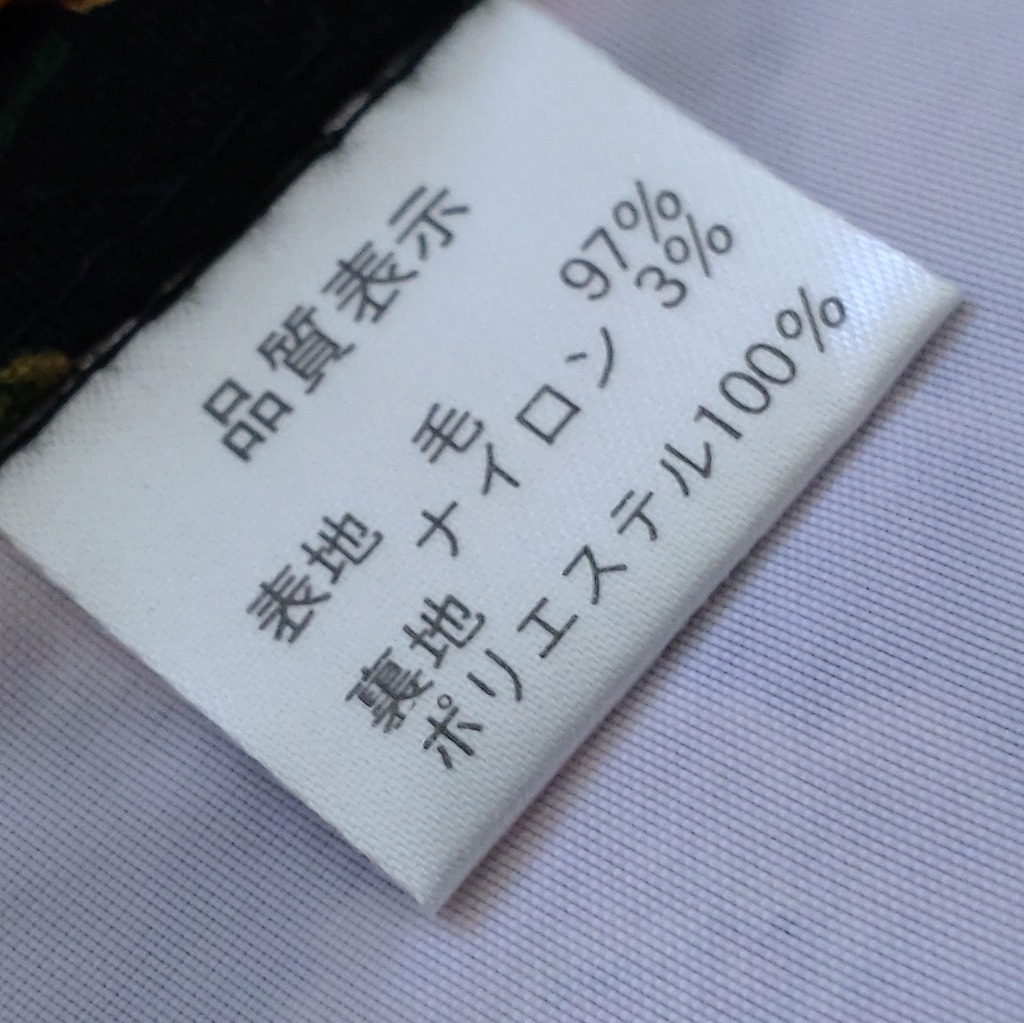 品質表示
表地 毛 97%
ナイロン 3%
裏地
ポリエステル100%